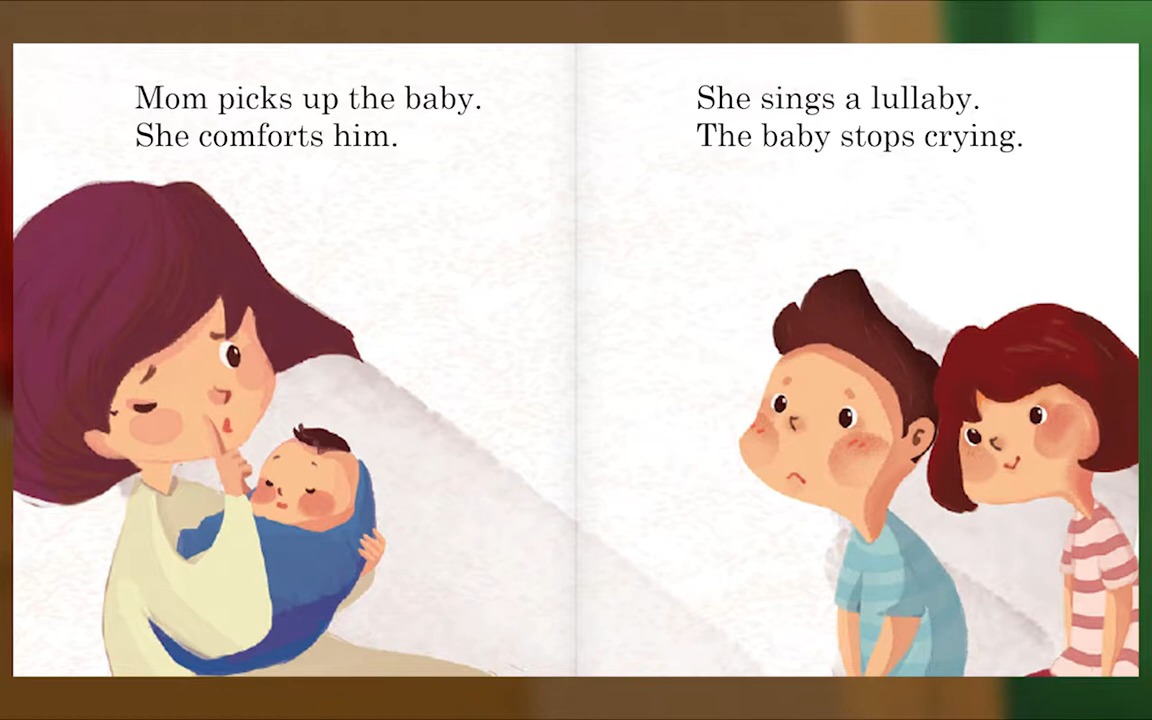 Mom picks up the baby.
She comforts him.
She sings a lullaby.
The baby stops crying.